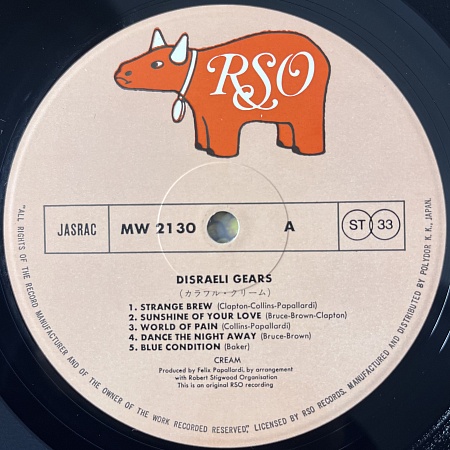 RSO
JASRAC
MW 2130
A
ST 33
DISRAELI GEARS
(カラフル・クリーム)
1. STRANGE BREW (Clapton-Collins-Papallardi)
2. SUNSHINE OF YOUR LOVE (Bruce-Brown-Clapton)
3. WORLD OF PAIN (Collins-Papallardi)
4. DANCE THE NIGHT AWAY (Bruce-Brown)
5. BLUE CONDITION (Baker)
CREAM
Produced by Felix Papallardi, by arrangement
with Robert Stigwood Organisation
This is an original RSO recording
"ALL RIGHTS OF THE RECORD MANUFACTURER AND OF THE OWNER OF THE WORK RECORDED RESERVED", LICENSED BY RSO RECORDS. MANUFACTURED AND DISTRIBUTED BY POLYDOR K. K., JAPAN.